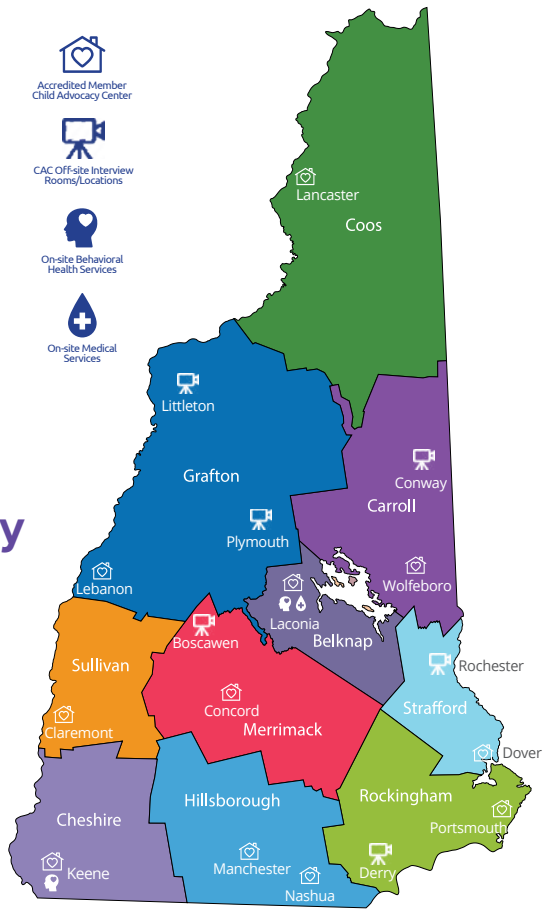 Accredited Member
Child Advocacy Center
CAC Off-site Interview
Rooms/Locations
On-site Behavioral
Health Services
On-site Medical
Services
y
Lancaster
Coos
Littleton
Grafton
Conway
Carroll
Plymouth
Lebanon
Wolfeboro
Laconia
Belknap
Boscawen
Sullivan
Rochester
Concord
Strafford
Claremont
Merrimack
Dover
Hillsborough
Rockingham
Cheshire
Portsmouth
Keene
Manchester
Derry
Nashua